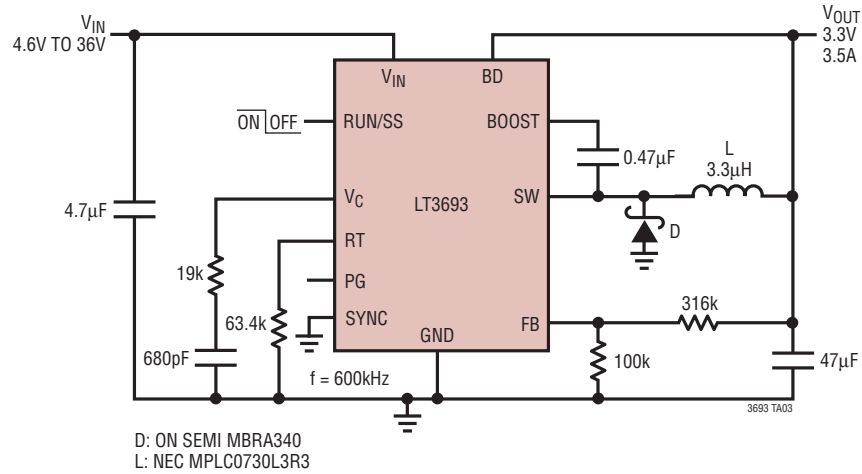 VIN
4.6V TO 36V
VOUT
3.3V
3.5A
VIN
BD
ON OFF
RUN/SS
BOOST
0.47µF
L
3.3µH
4.7µF
VC
LT3693
SW
D
RT
19k
PG
63.4k
SYNC
GND
FB
316k
680pF
f = 600kHz
100k
47µF
3693 TA03
D: ON SEMI MBRA340
L: NEC MPLC0730L3R3